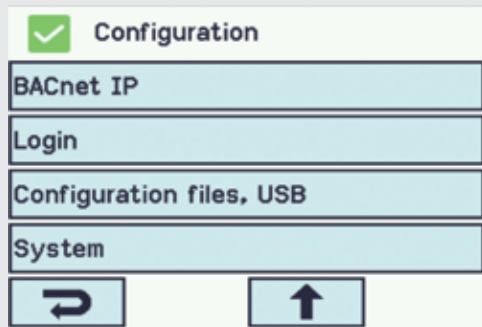 Configuration
BACnet IP
Login
Configuration files, USB
System